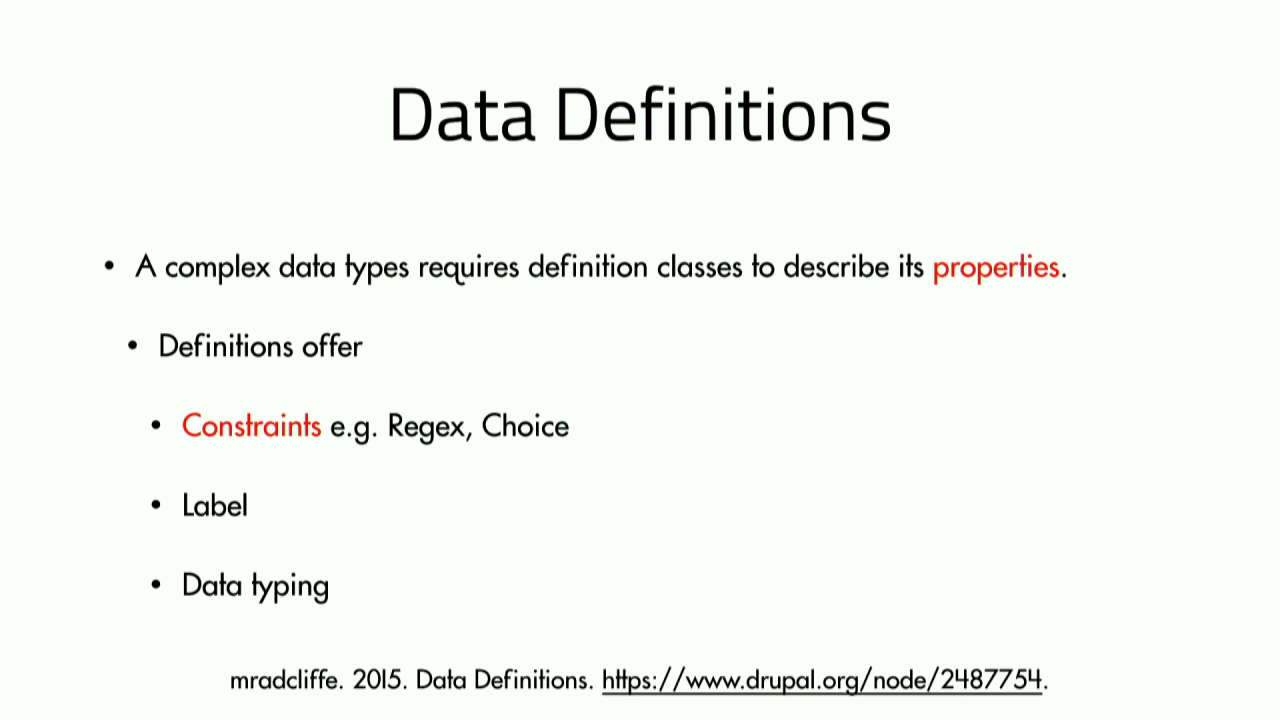 Data Definitions
• A complex data types requires definition classes to describe its properties.
• Definitions offer
• Constraints e.g. Regex, Choice
• Label
• Data typing
mradcliffe. 2015. Data Definitions. https://www.drupal.org/node/2487754.